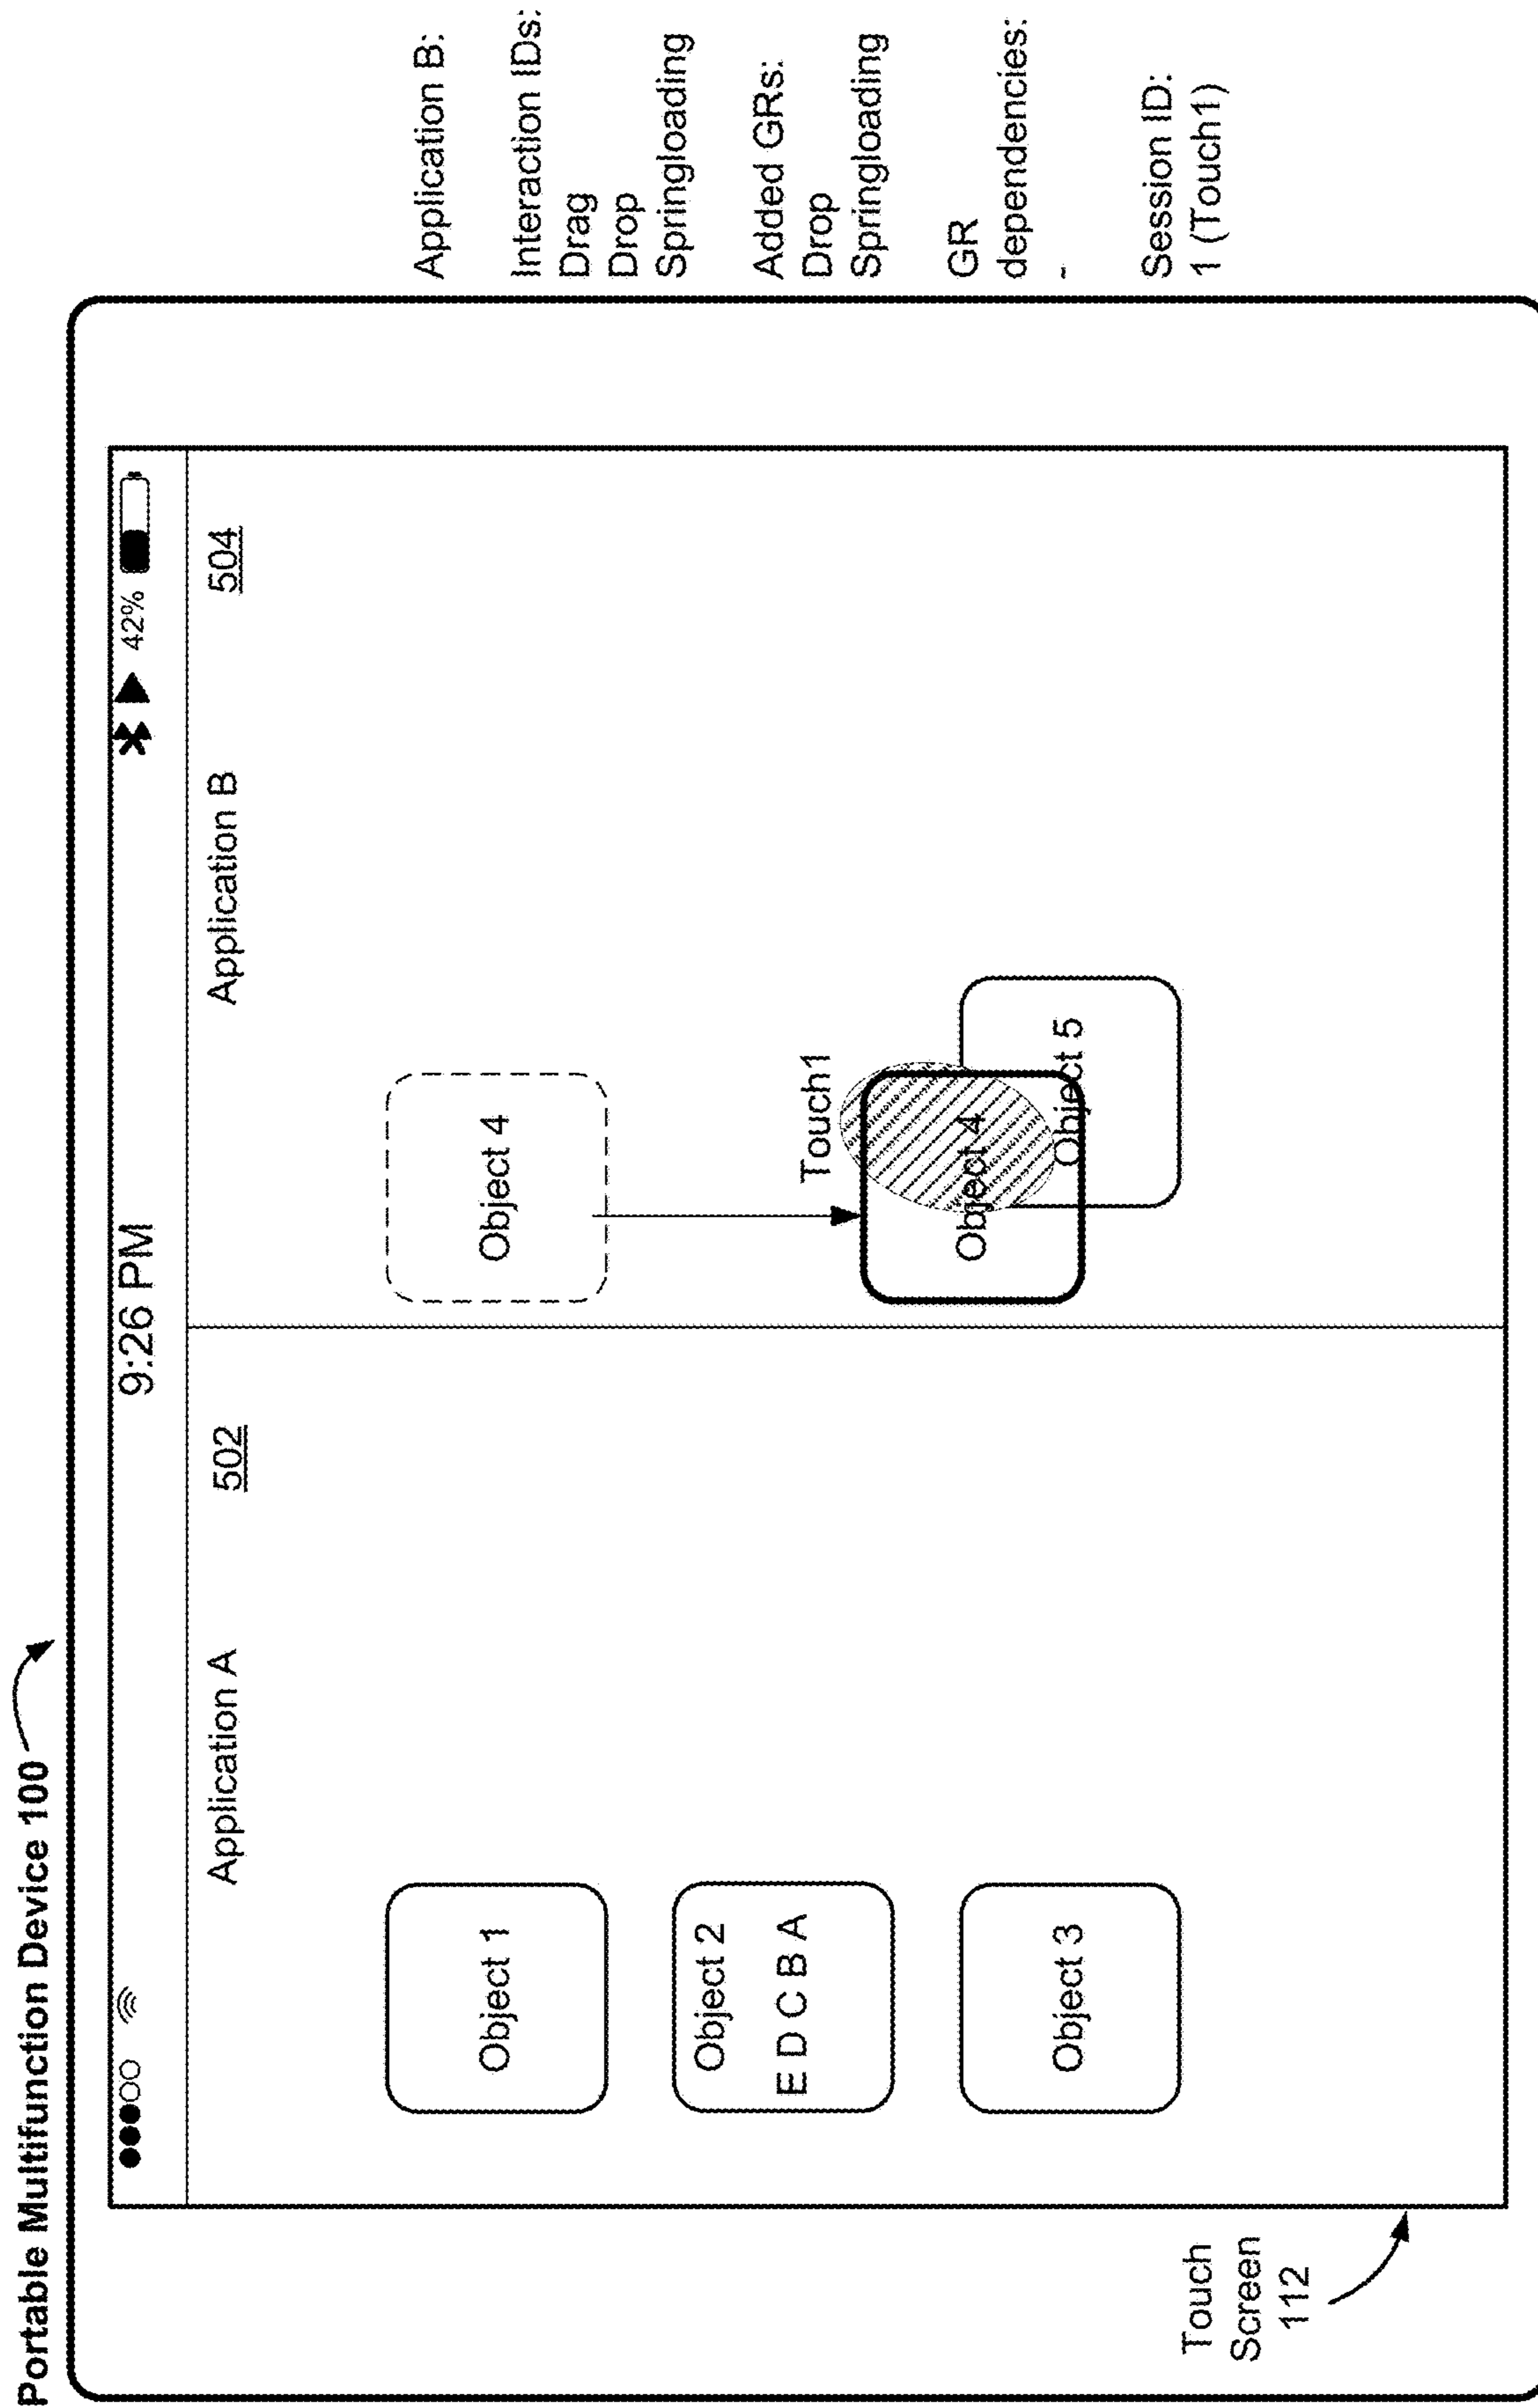 Portable Multifunction Device 100
9:26 PM
42%
Application A
502
Application B
504
Object 1
Object 2
E D C B A
Object 3
Object 4
Touch1
Object 4
Object 5
Touch
Screen
112
Application B:
Interaction IDs:
Drag
Drop
Springloading
Added GRs:
Drop
Springloading
GR
dependencies:
-
Session ID:
1 (Touch1)